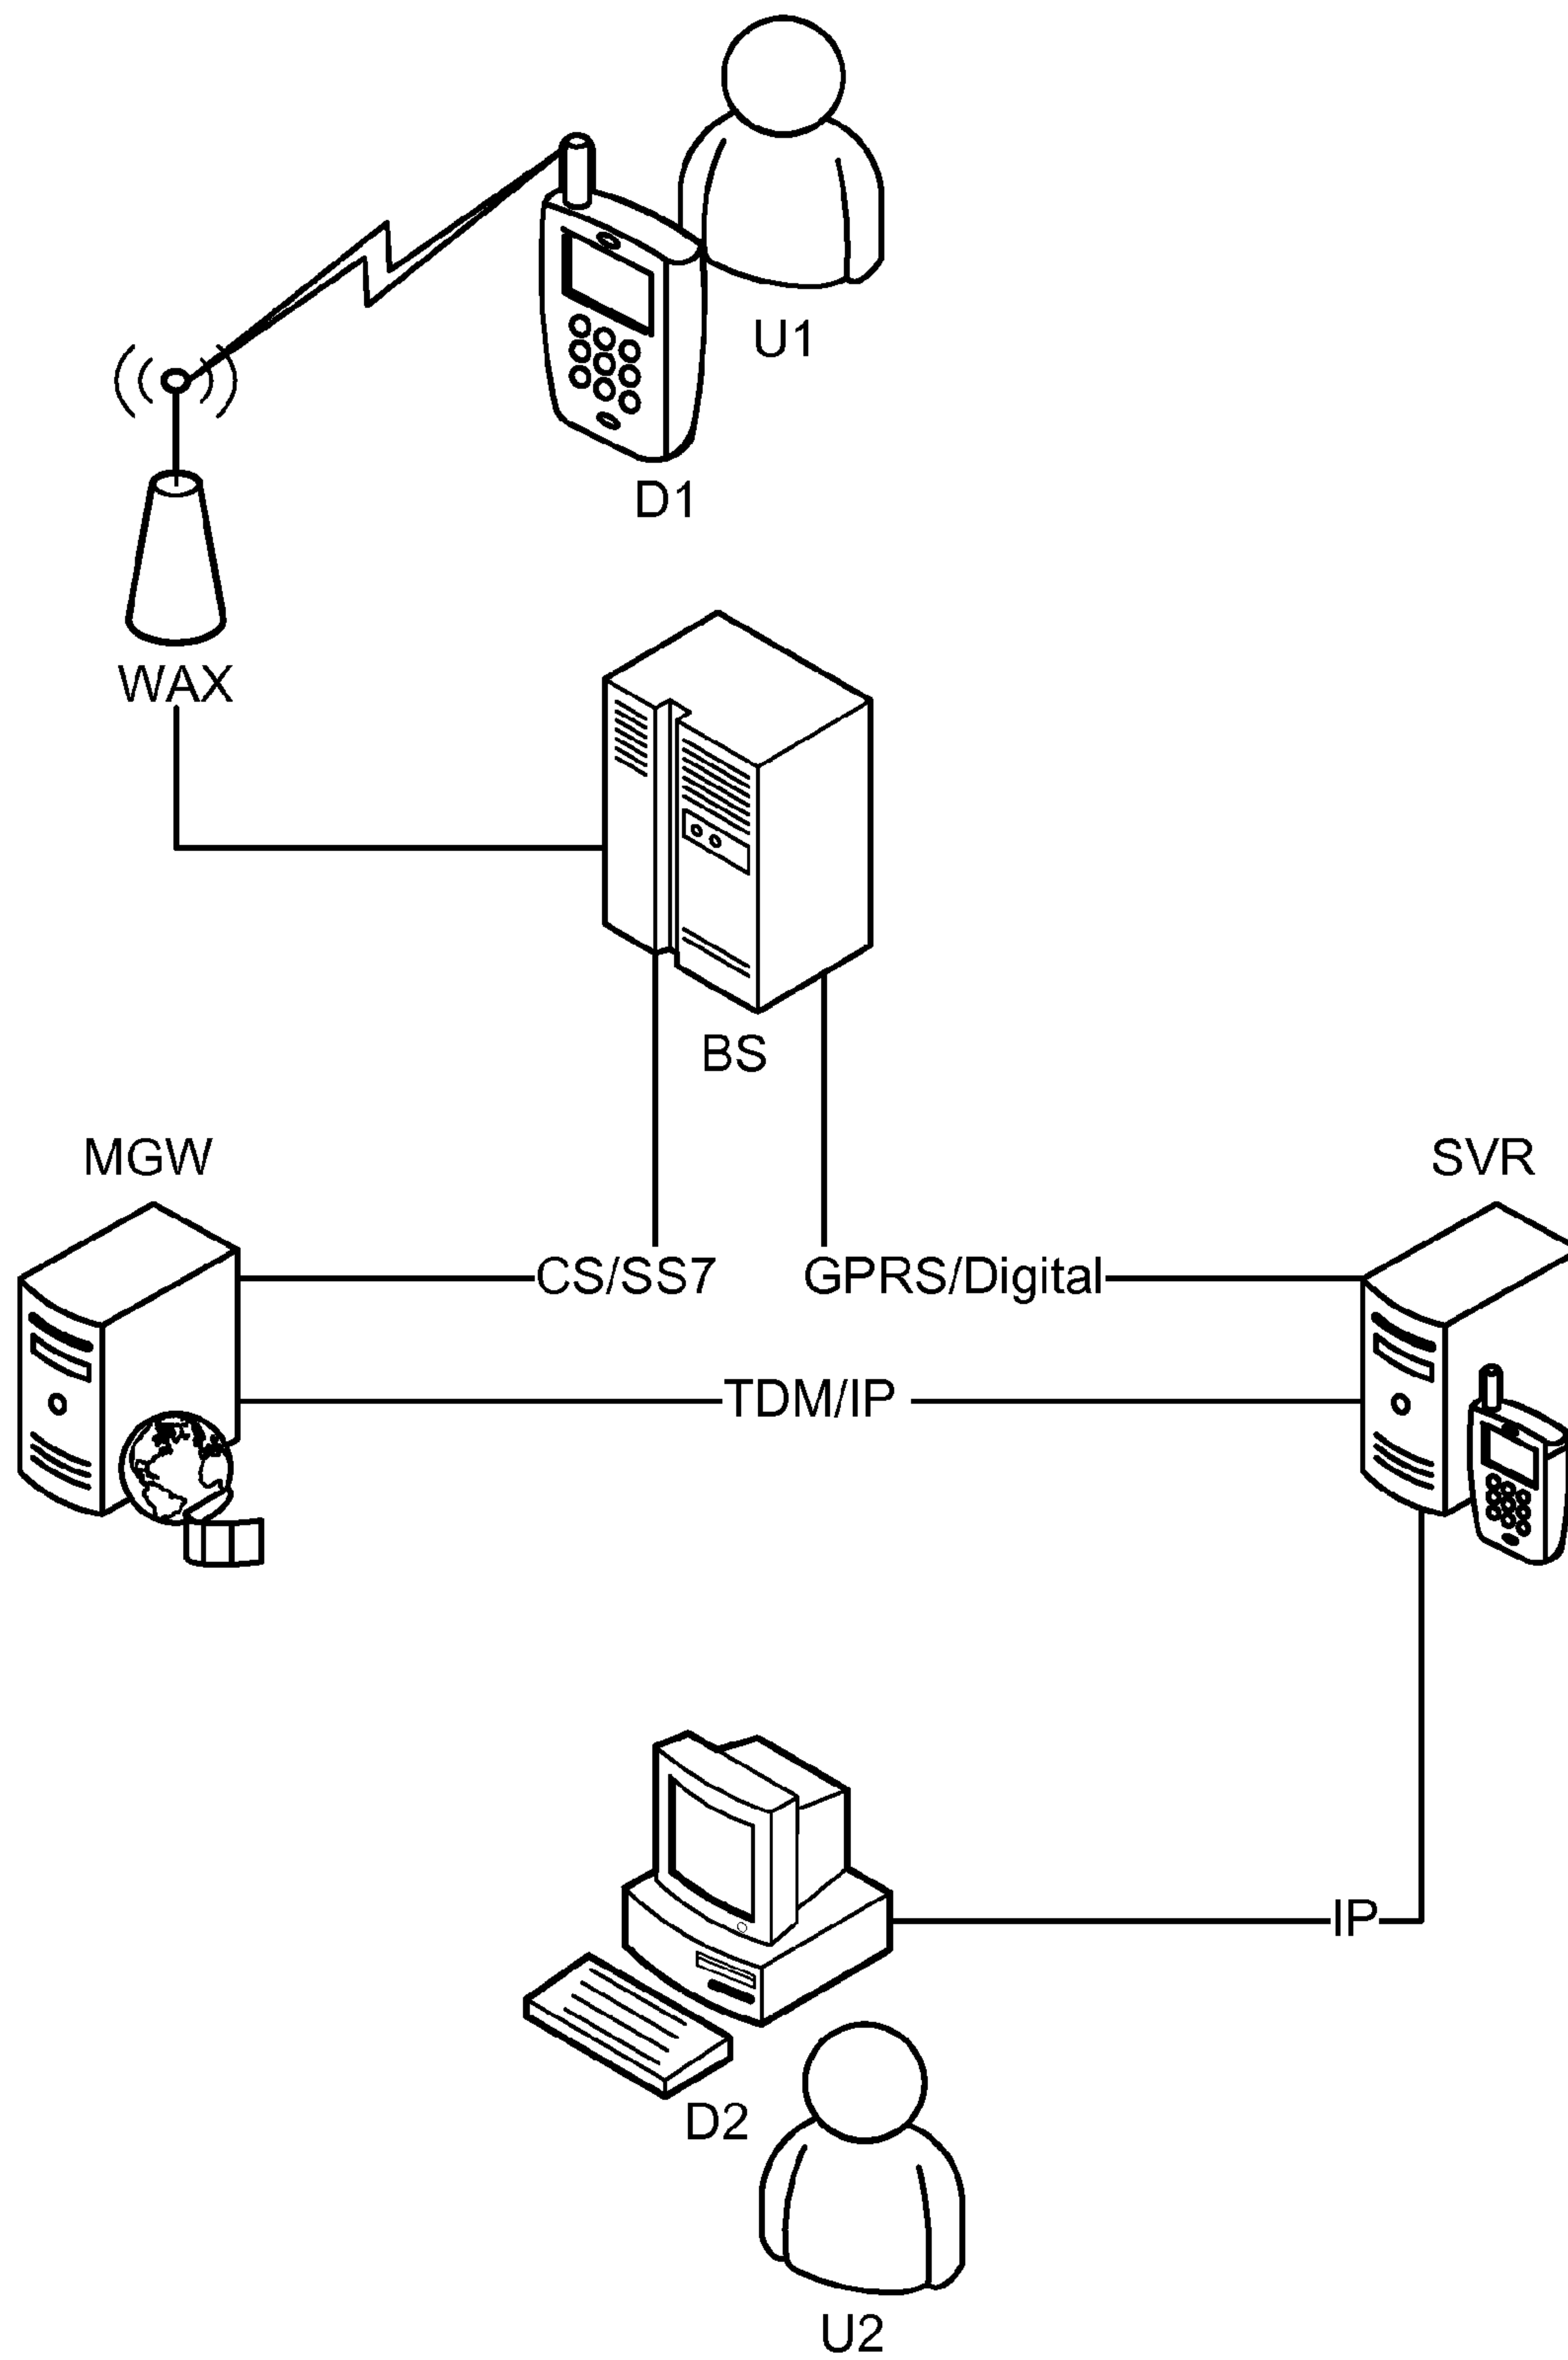 U1
D1
WAX
BS
MGW
SVR
CS/SS7
GPRS/Digital
TDM/IP
IP
D2
U2